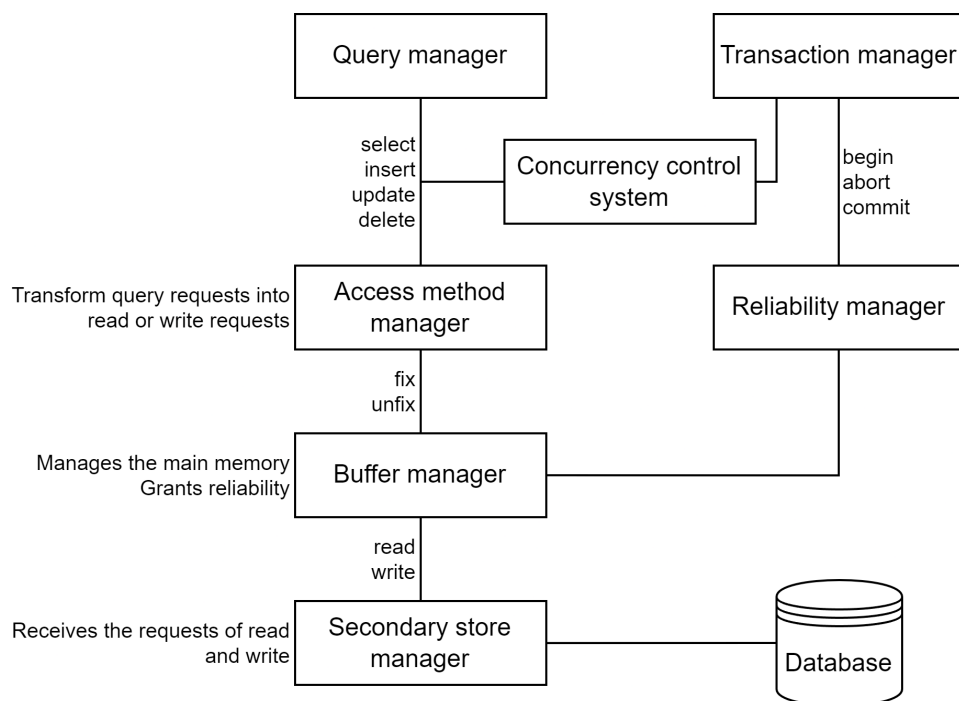 Query manager
Transaction manager
select
insert
update
delete
Concurrency control
system
begin
abort
commit
Transform query requests into
read or write requests
Access method
manager
Reliability manager
fix
unfix
Manages the main memory
Grants reliability
Buffer manager
read
write
Receives the requests of read
and write
Secondary store
manager
Database